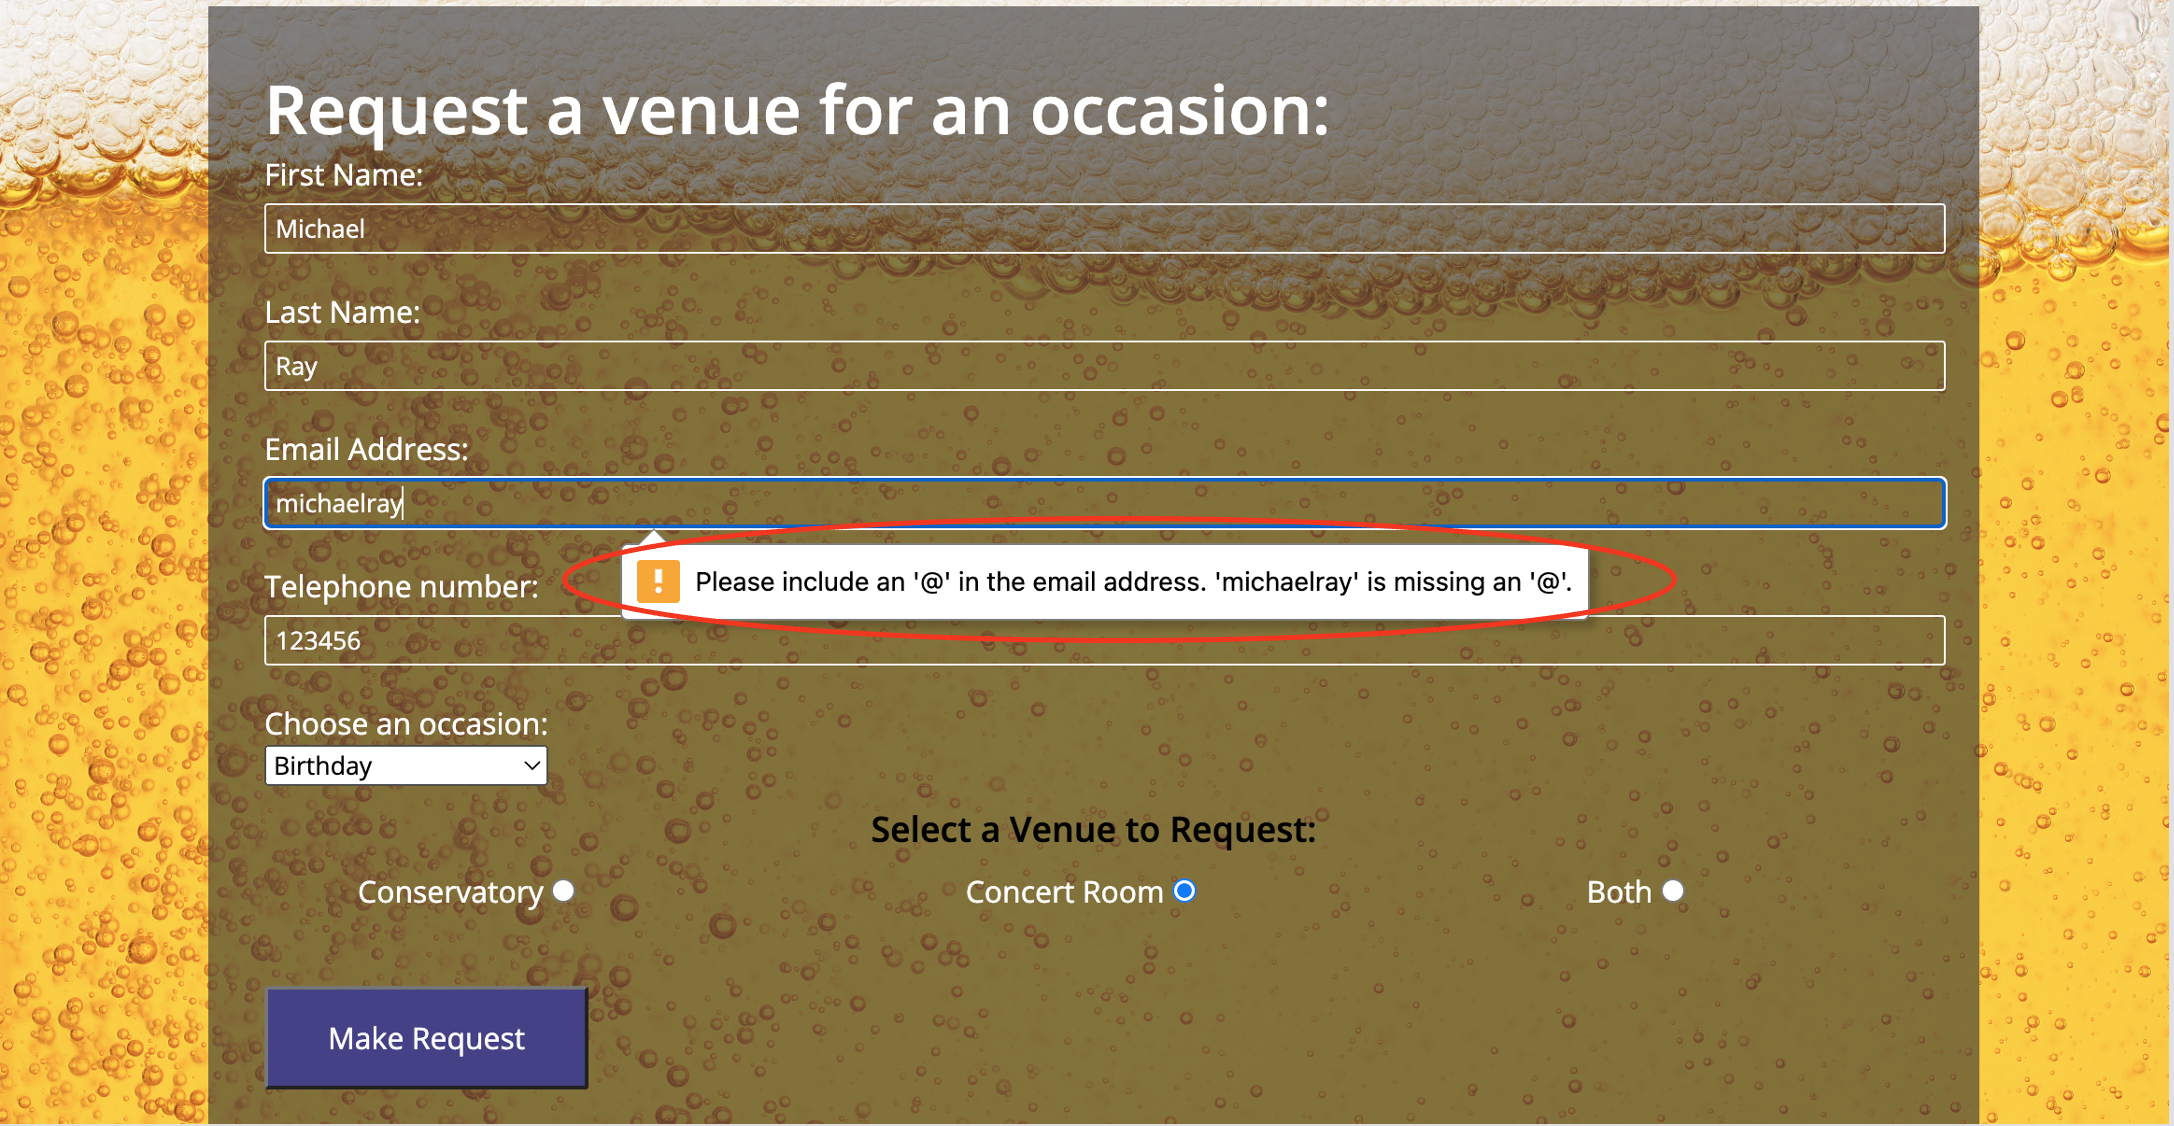 Request a venue for an occasion:
First Name:
Michael
Last Name:
Ray
Email Address:
michaelray
Please include an '@' in the email address. 'michaelray' is missing an '@'.
Telephone number:
123456
Choose an occasion:
Birthday
Select a Venue to Request:
Conservatory Concert Room Both
Make Request